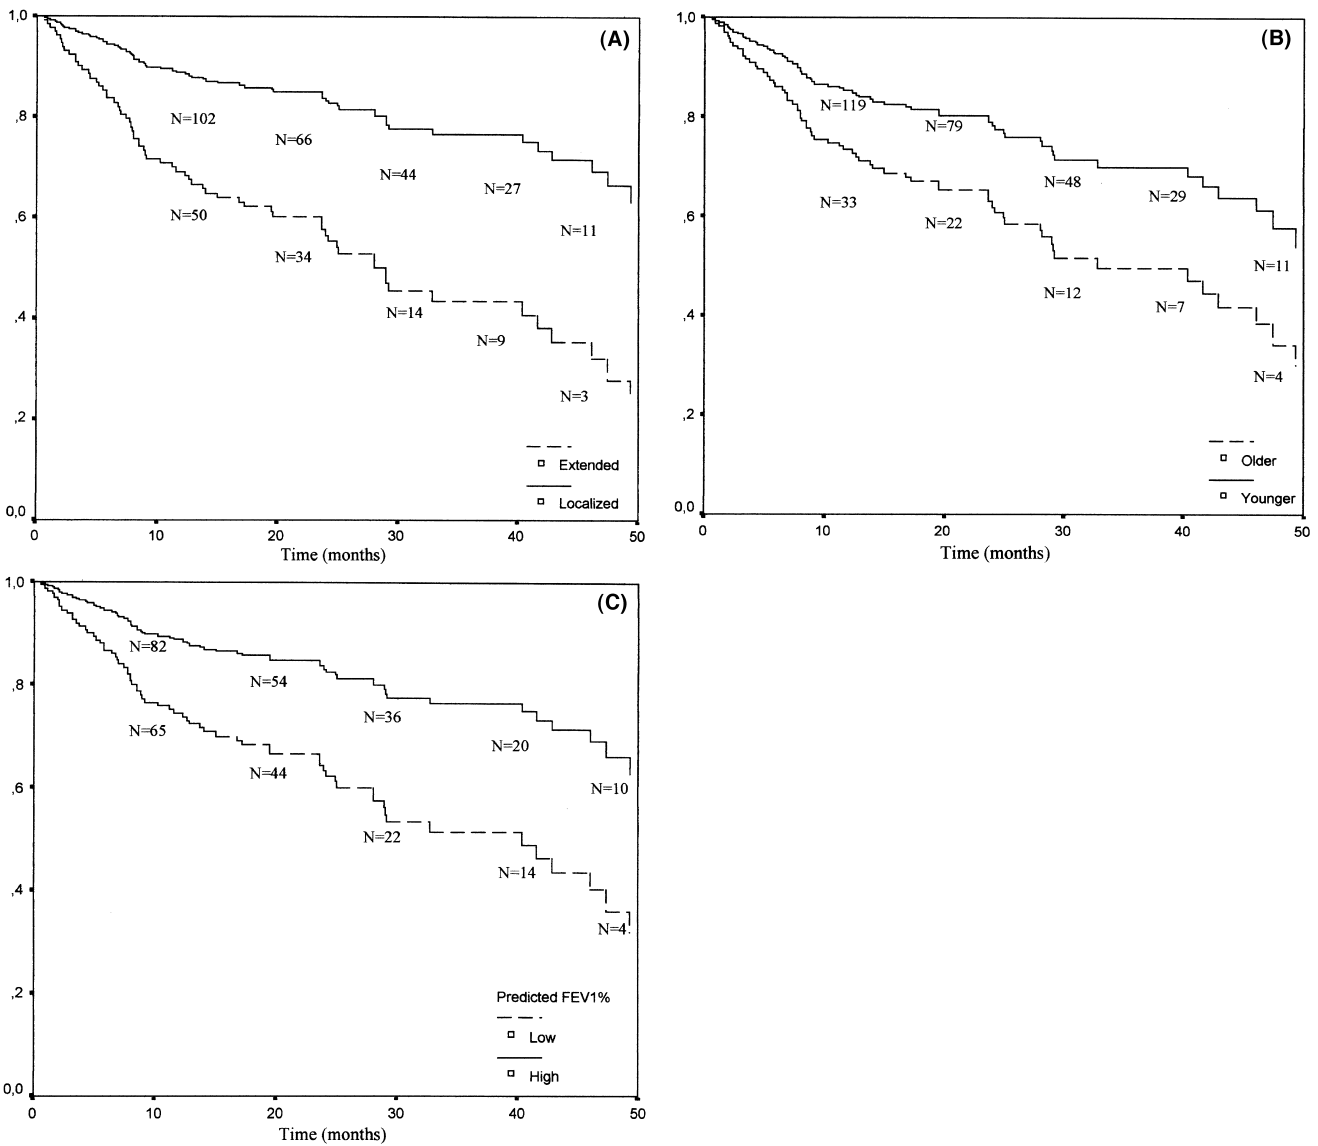 1,0
(A)
,8
N=102
N=66
N=44
N=27
,6
N=50
N=11
N=34
,4
N=14
N=9
N=3
,2
Extended
Localized
0,0
0 10 20 30 40 50
Time (months)
1,0
(B)
N=119
,8
N=79
N=48
N=29
,6
N=33
N=22
N=11
N=12
N=7
,4
N=4
,2
Older
Younger
0,0
0 10 20 30 40 50
Time (months)
1,0
(C)
N=82
,8
N=54
N=36
N=65
N=20
N=44
,6
N=10
N=22
N=14
,4
N=4
,2
Predicted FEV1%
Low
High
0,0
0 10 20 30 40 50
Time (months)